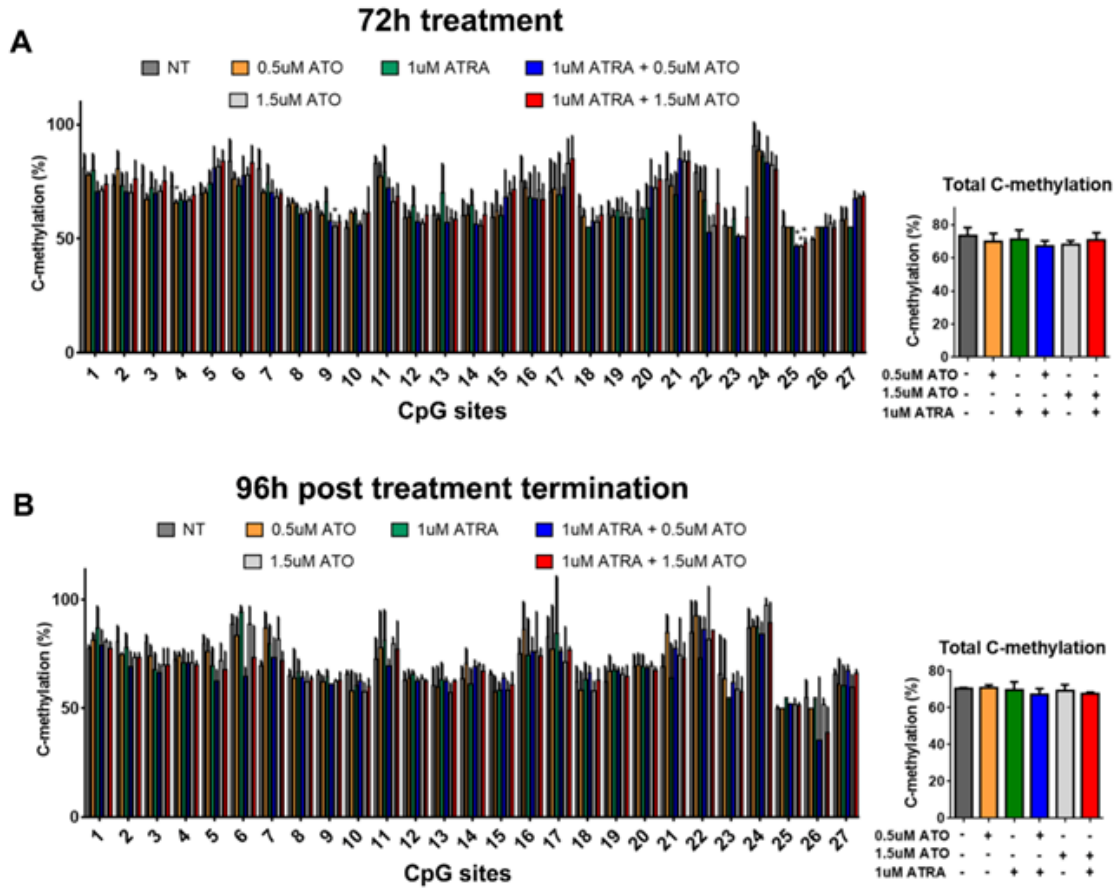 72h treatment
A
NT
0.5uM ATO
1uM ATRA
1uM ATRA + 0.5uM ATO
1.5uM ATO
1uM ATRA + 1.5uM ATO
C-methylation (%)
100
50
0
1 2 3 4 5 6 7 8 9 10 11 12 13 14 15 16 17 18 19 20 21 22 23 24 25 26 27
CpG sites
Total C-methylation
C-methylation (%)
80
60
40
20
0
0.5uM ATO - + - + - -
1.5uM ATO - - - - + +
1uM ATRA - - + + - +
96h post treatment termination
B
NT
0.5uM ATO
1uM ATRA
1uM ATRA + 0.5uM ATO
1.5uM ATO
1uM ATRA + 1.5uM ATO
C-methylation (%)
100
50
0
1 2 3 4 5 6 7 8 9 10 11 12 13 14 15 16 17 18 19 20 21 22 23 24 25 26 27
CpG sites
Total C-methylation
C-methylation (%)
80
60
40
20
0
0.5uM ATO - + - + - -
1.5uM ATO - - - - + +
1uM ATRA - - + + - +